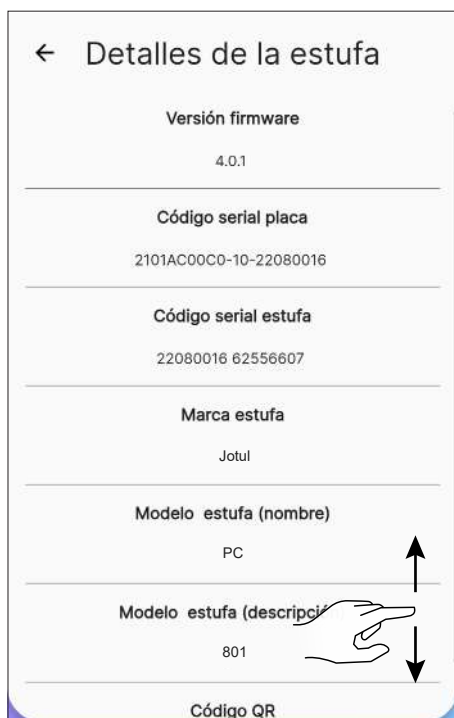 Detalles de la estufa
Versión firmware
4.0.1
Código serial placa
2101AC00C0-10-22080016
Código serial estufa
22080016 62556607
Marca estufa
Jotul
Modelo estufa (nombre)
PC
Modelo estufa (descripció
801
Código QR